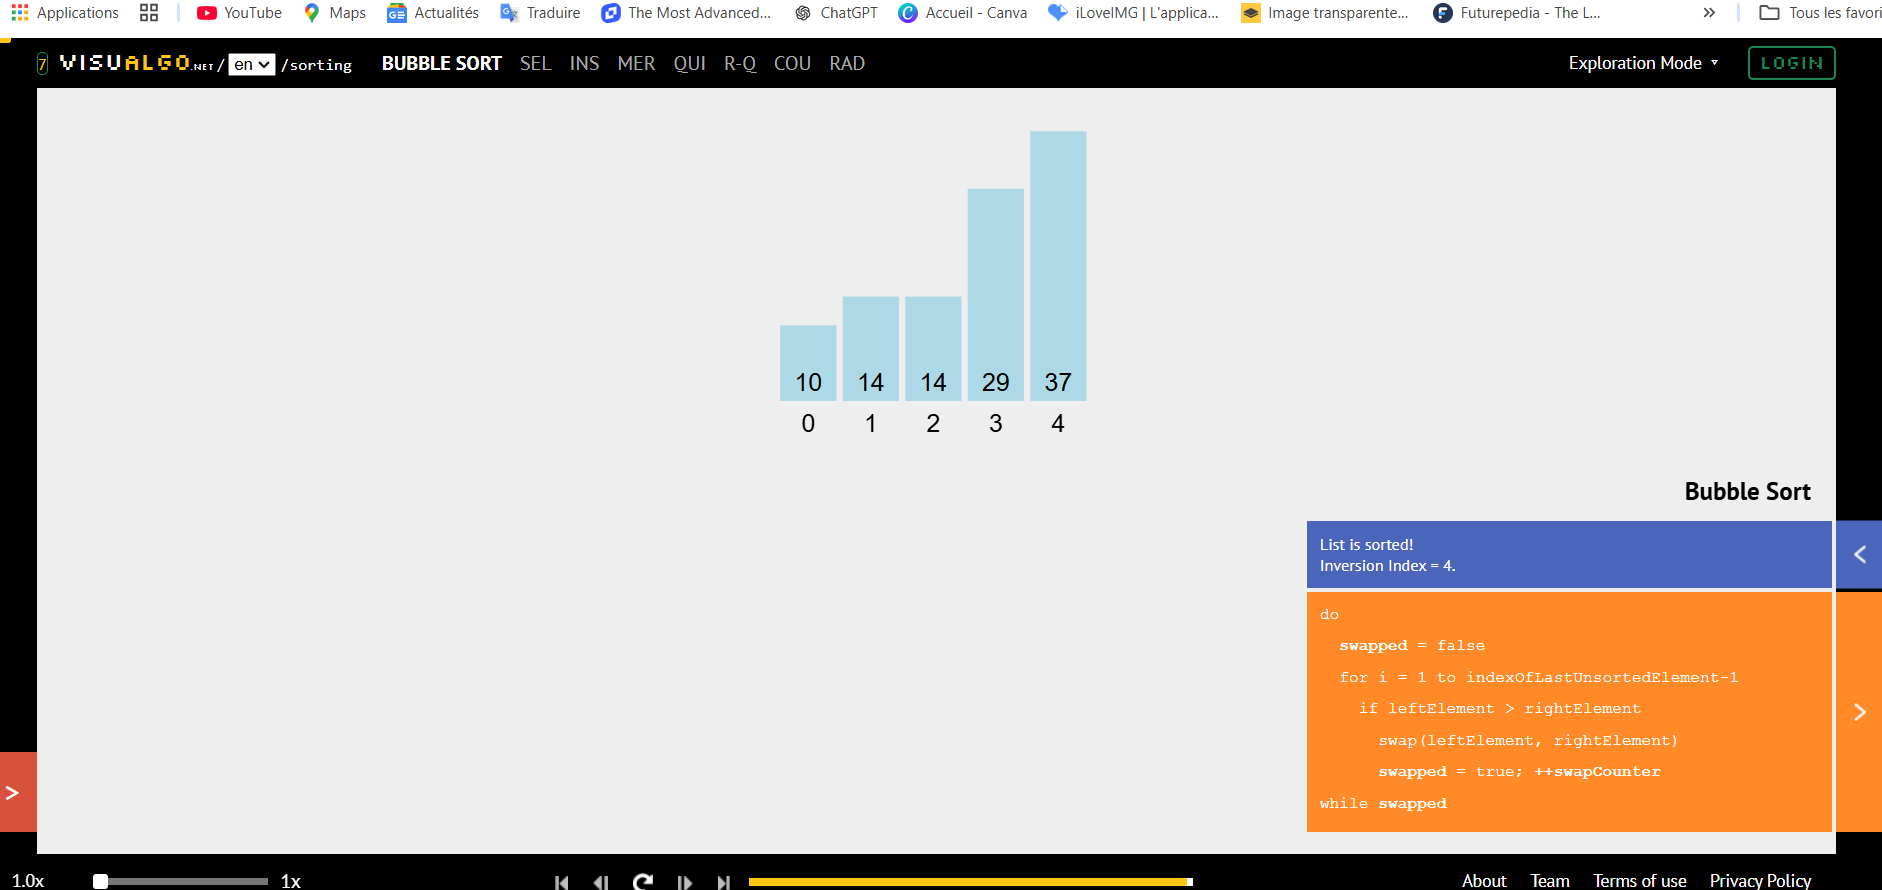 Applications YouTube Maps Actualités Traduire The Most Advanced... ChatGPT Accueil - Canva iLoveIMG | L'applica... Image transparente... Futurepedia - The L... » Tous les favori
7 VISUALGO.NET / en /sorting BUBBLE SORT SEL INS MER QUI R-Q COU RAD Exploration Mode LOGIN
10 14 14 29 37
0 1 2 3 4
Bubble Sort
List is sorted!
Inversion Index = 4.
do
swapped = false
for i = 1 to indexOfLastUnsortedElement-1
if leftElement > rightElement
swap(leftElement, rightElement)
swapped = true; ++swapCounter
while swapped
1.0x 1x About Team Terms of use Privacy Policy